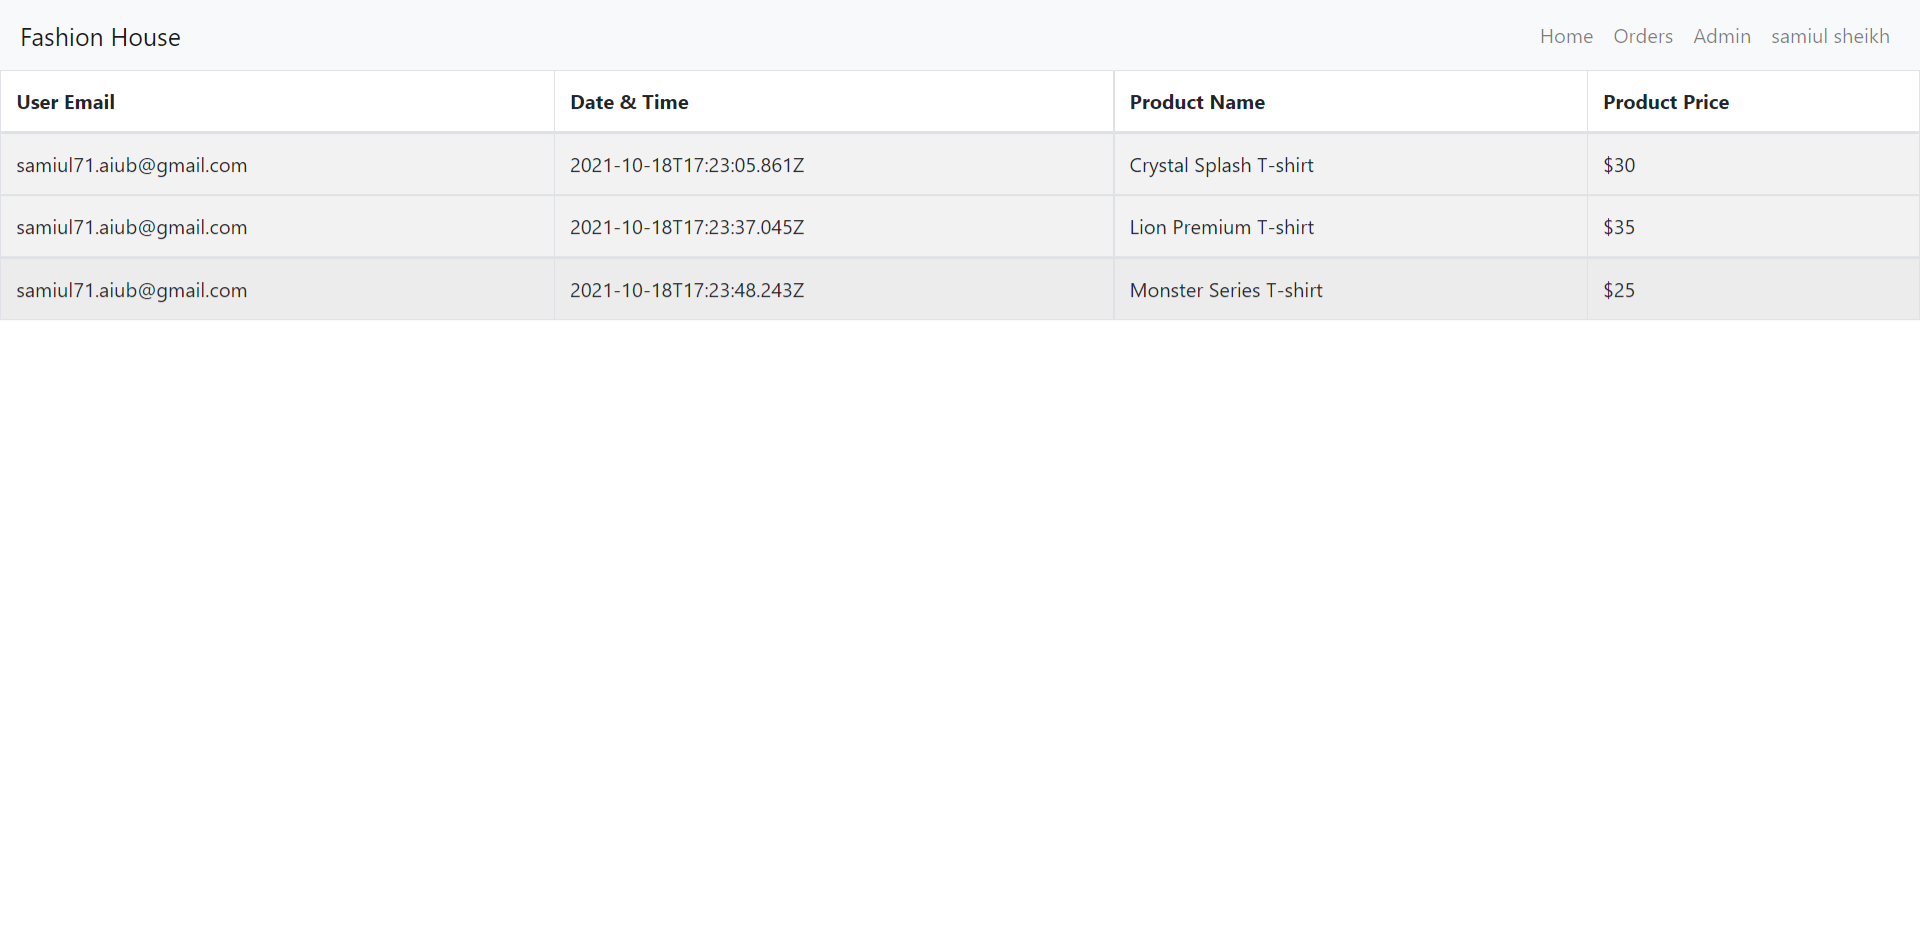 Fashion House Home Orders Admin samiul sheikh
User Email Date & Time Product Name Product Price
samiul71.aiub@gmail.com 2021-10-18T17:23:05.861Z Crystal Splash T-shirt $30
samiul71.aiub@gmail.com 2021-10-18T17:23:37.045Z Lion Premium T-shirt $35
samiul71.aiub@gmail.com 2021-10-18T17:23:48.243Z Monster Series T-shirt $25